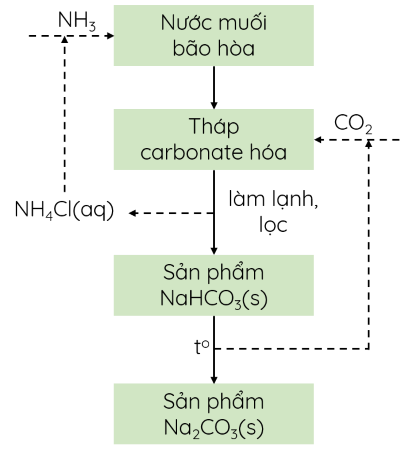 NH₃
Nước muối
bão hòa
Tháp
carbonate hóa
CO₂
NH₄Cl(aq)
làm lạnh,
lọc
Sản phẩm
NaHCO₃(s)
tº
Sản phẩm
Na₂CO₃(s)